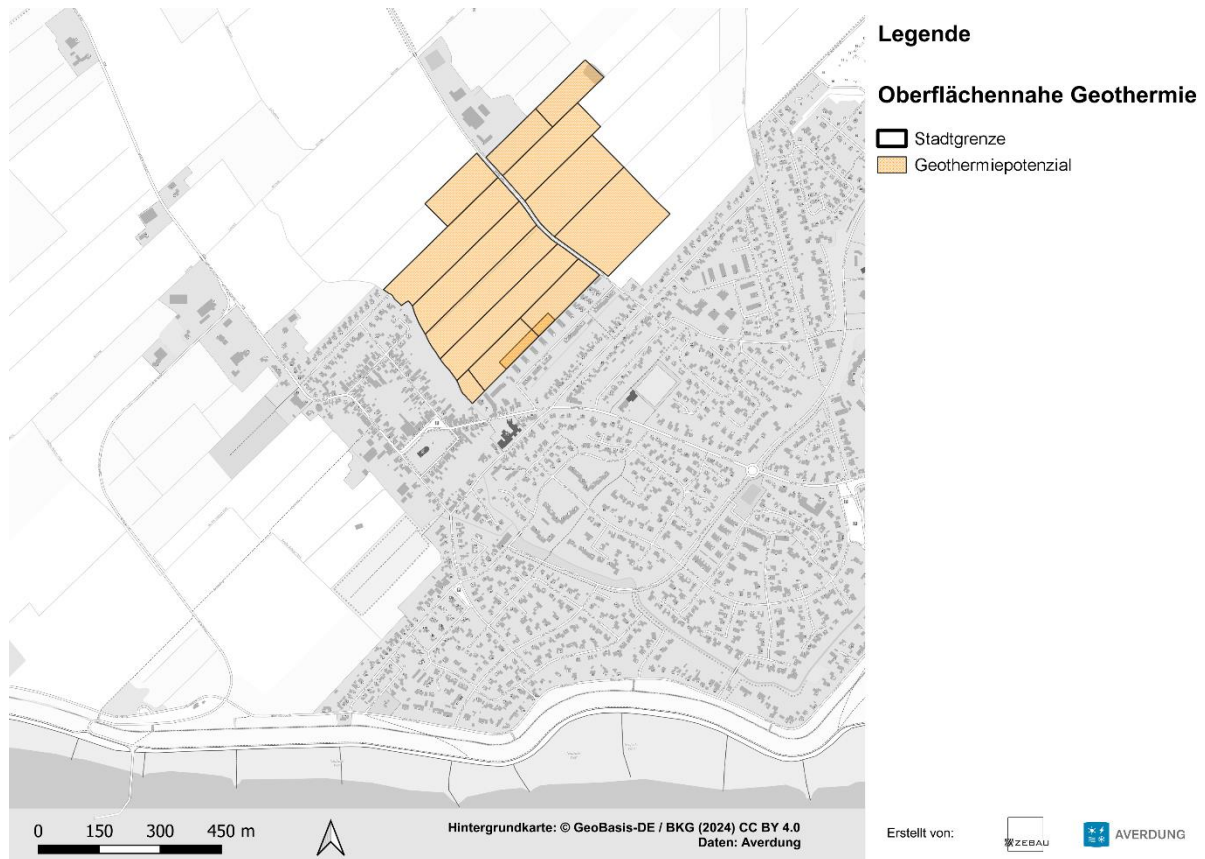 Legende
Oberflächennahe Geothermie
Stadtgrenze
Geothermiepotenzial
0 150 300 450 m
Hintergrundkarte: © GeoBasis-DE / BKG (2024) CC BY 4.0
Daten: Averdung
Erstellt von:
ZEBAU
AVERDUNG